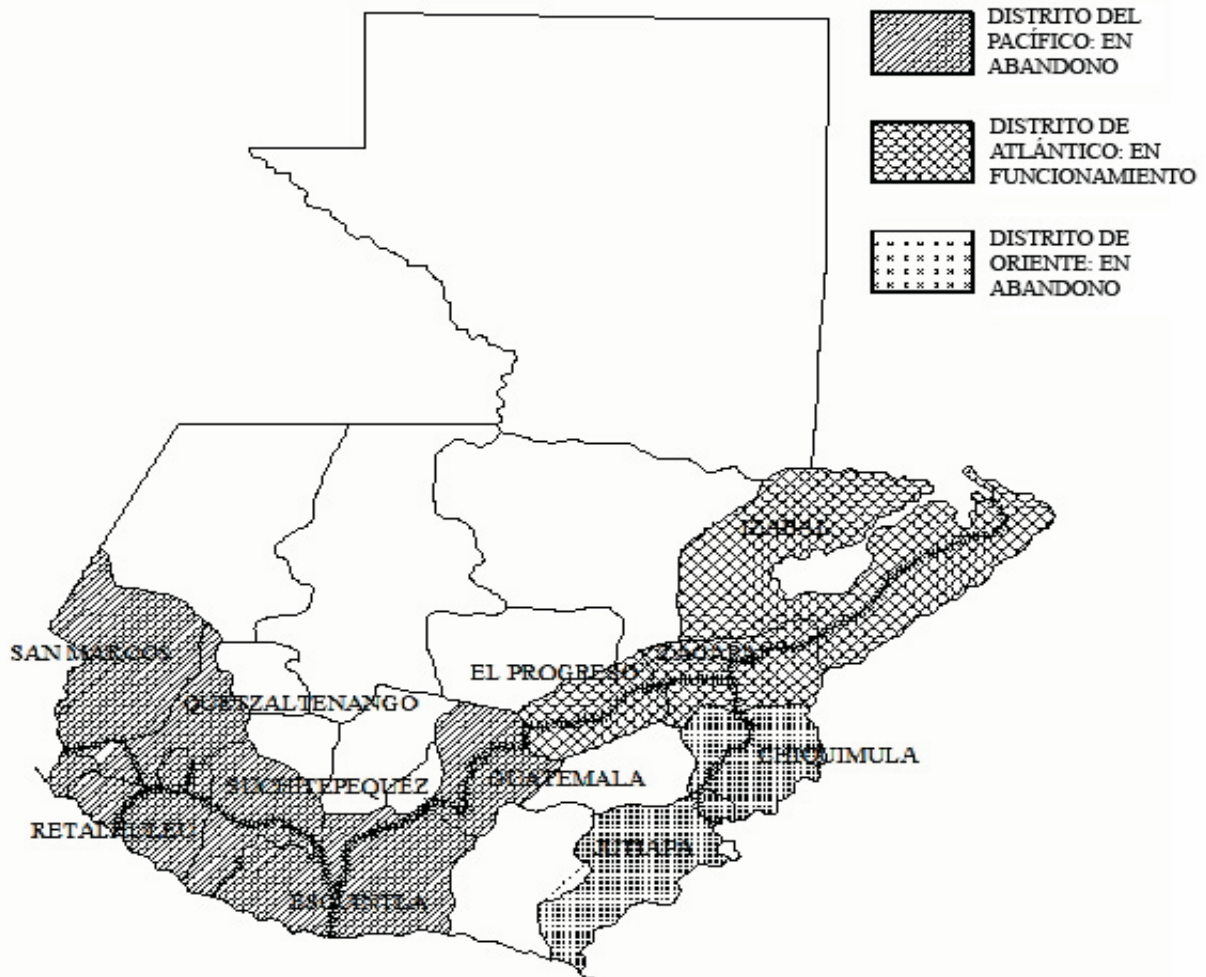 DISTRITO DEL
PACÍFICO: EN
ABANDONO
DISTRITO DE
ATLÁNTICO: EN
FUNCIONAMIENTO
DISTRITO DE
ORIENTE: EN
ABANDONO
IZABAL
SAN MARCOS
ZACAPA
EL PROGRESO
QUETZALTENANGO
CHIQUIMULA
GUATEMALA
SUCHITEPEQUEZ
RETALHULEU
JUTIAPA
ESCUINTLA